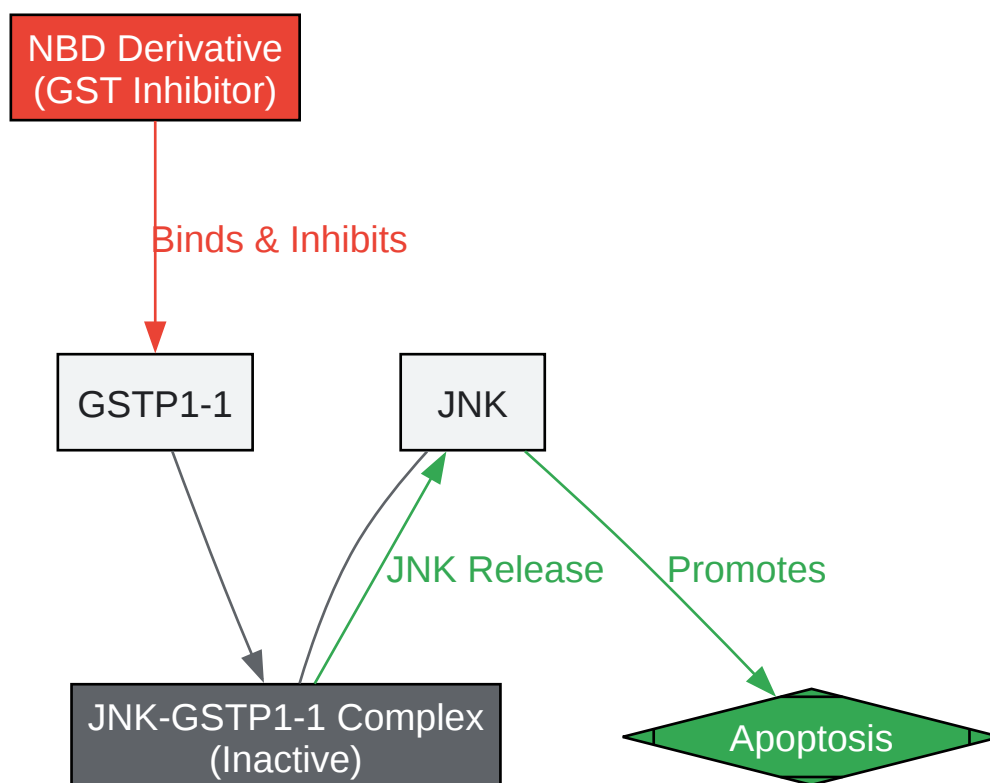 NBD Derivative
(GST Inhibitor)
Binds & Inhibits
GSTP1-1
JNK
JNK Release
Promotes
JNK-GSTP1-1 Complex
(Inactive)
Apoptosis